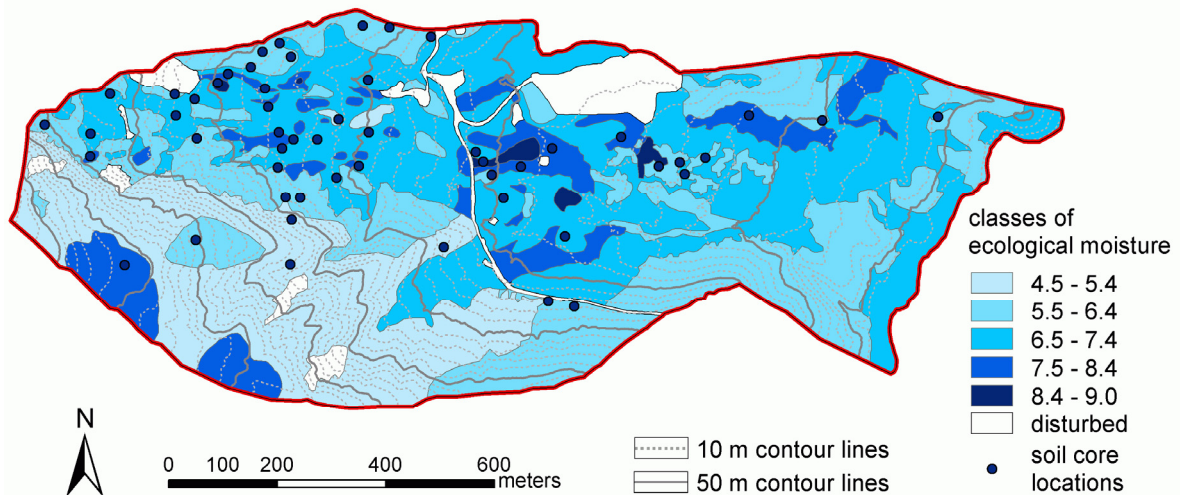 classes of
ecological moisture
4.5 - 5.4
5.5 - 6.4
6.5 - 7.4
7.5 - 8.4
8.4 - 9.0
disturbed
soil core
locations
N
0 100 200 400 600
meters
10 m contour lines
50 m contour lines